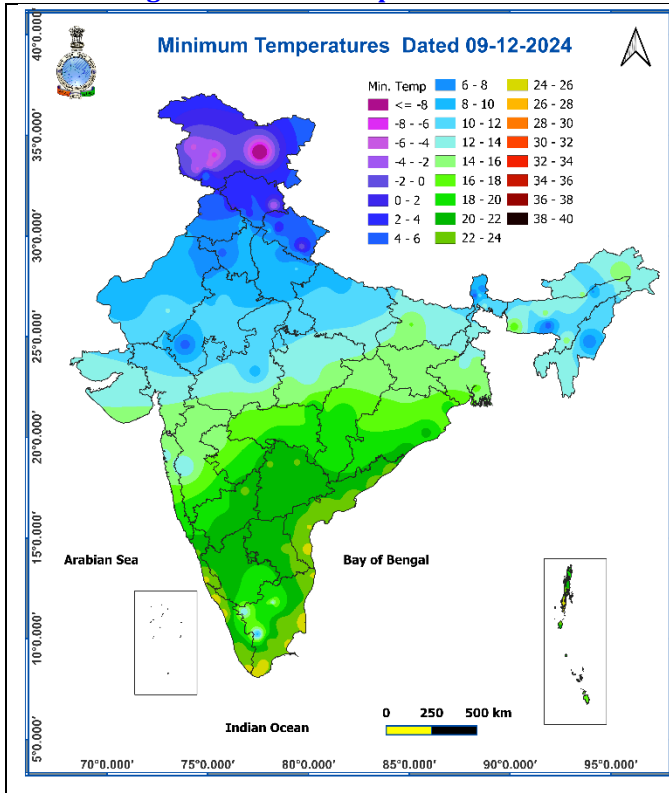 Minimum Temperatures Dated 09-12-2024
Min. Temp
<= -8
-8 - -6
-6 - -4
-4 - -2
-2 - 0
0 - 2
2 - 4
4 - 6
6 - 8
8 - 10
10 - 12
12 - 14
14 - 16
16 - 18
18 - 20
20 - 22
22 - 24
24 - 26
26 - 28
28 - 30
30 - 32
32 - 34
34 - 36
36 - 38
38 - 40
40°0.000'
35°0.000'
30°0.000'
25°0.000'
20°0.000'
15°0.000'
10°0.000'
5°0.000'
Arabian Sea
Bay of Bengal
Indian Ocean
0 250 500 km
70°0.000' 75°0.000' 80°0.000' 85°0.000' 90°0.000' 95°0.000'